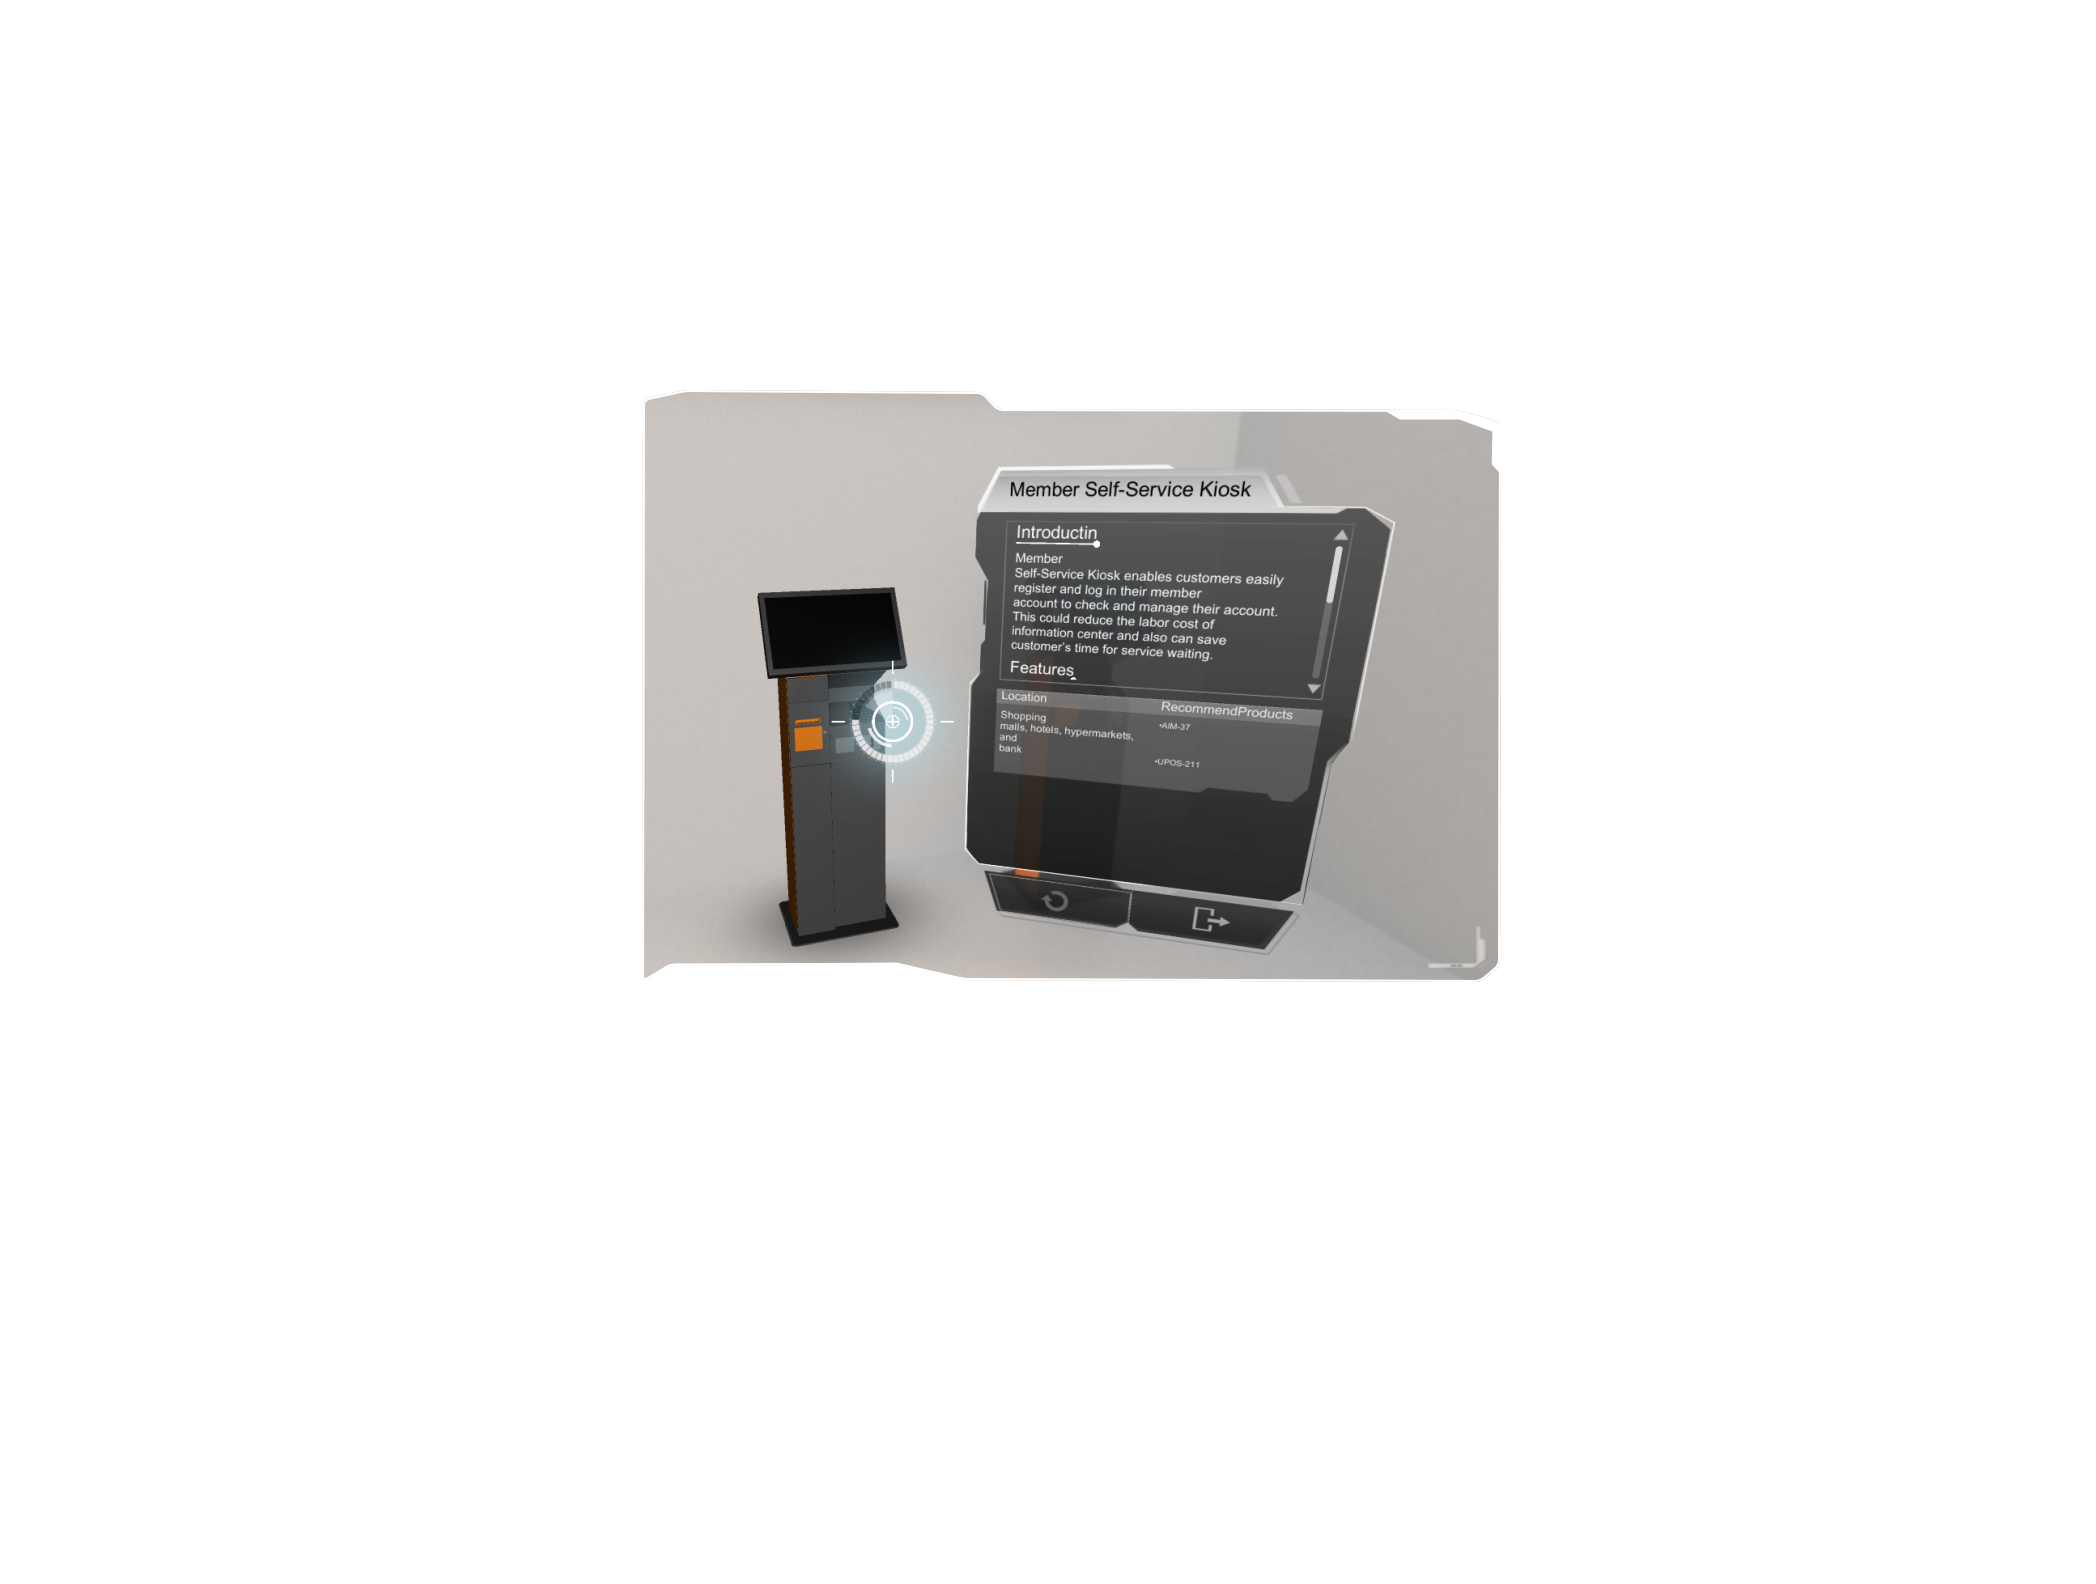 Member Self-Service Kiosk
Introductin
Member
Self-Service Kiosk enables customers easily
register and log in their member
account to check and manage their account.
This could reduce the labor cost of
information center and also can save
customer's time for service waiting.
Features
Location
RecommendProducts
Shopping
malls, hotels, hypermarkets,
and
bank
•AIM-37
•UPOS-211